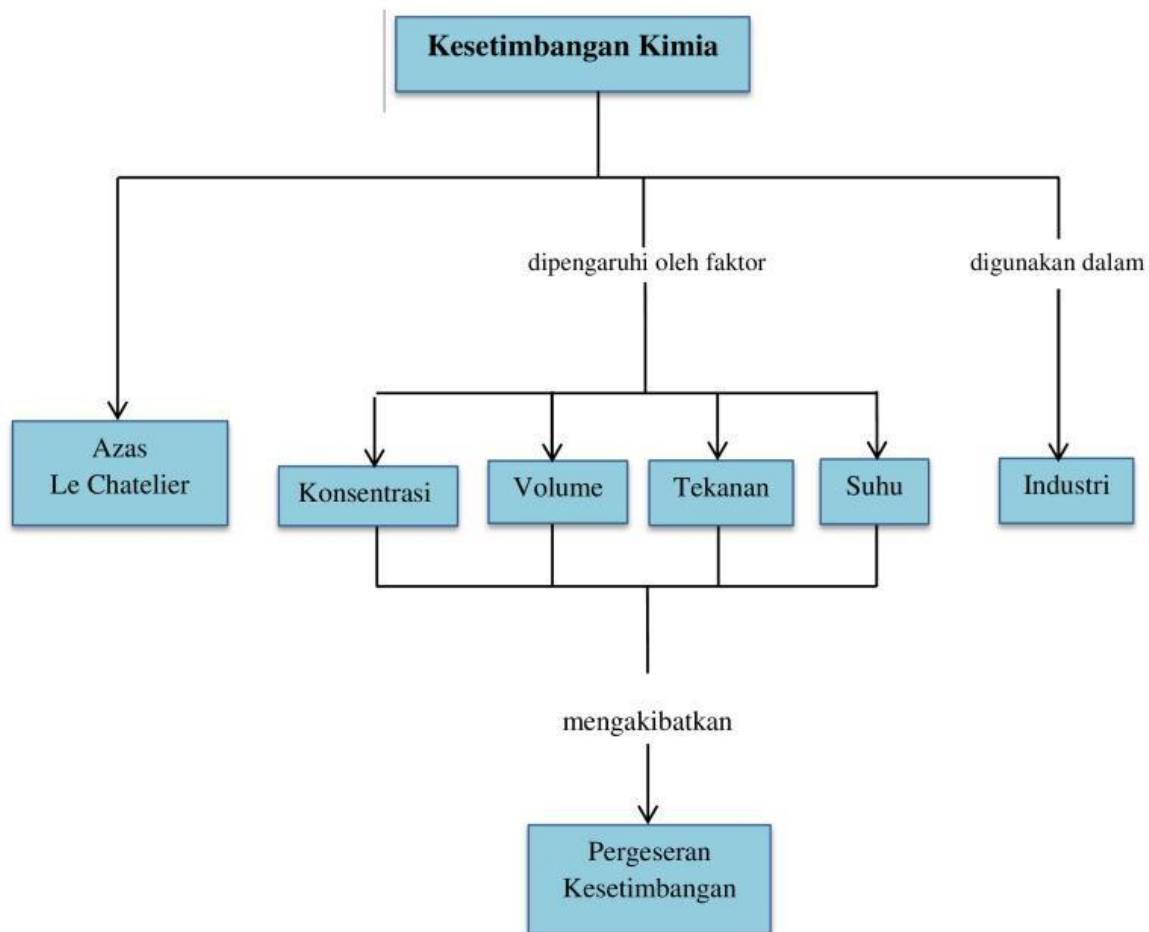 Kesetimbangan Kimia
dipengaruhi oleh faktor
digunakan dalam
Azas
Le Chatelier
Konsentrasi
Volume
Tekanan
Suhu
Industri
mengakibatkan
Pergeseran
Kesetimbangan